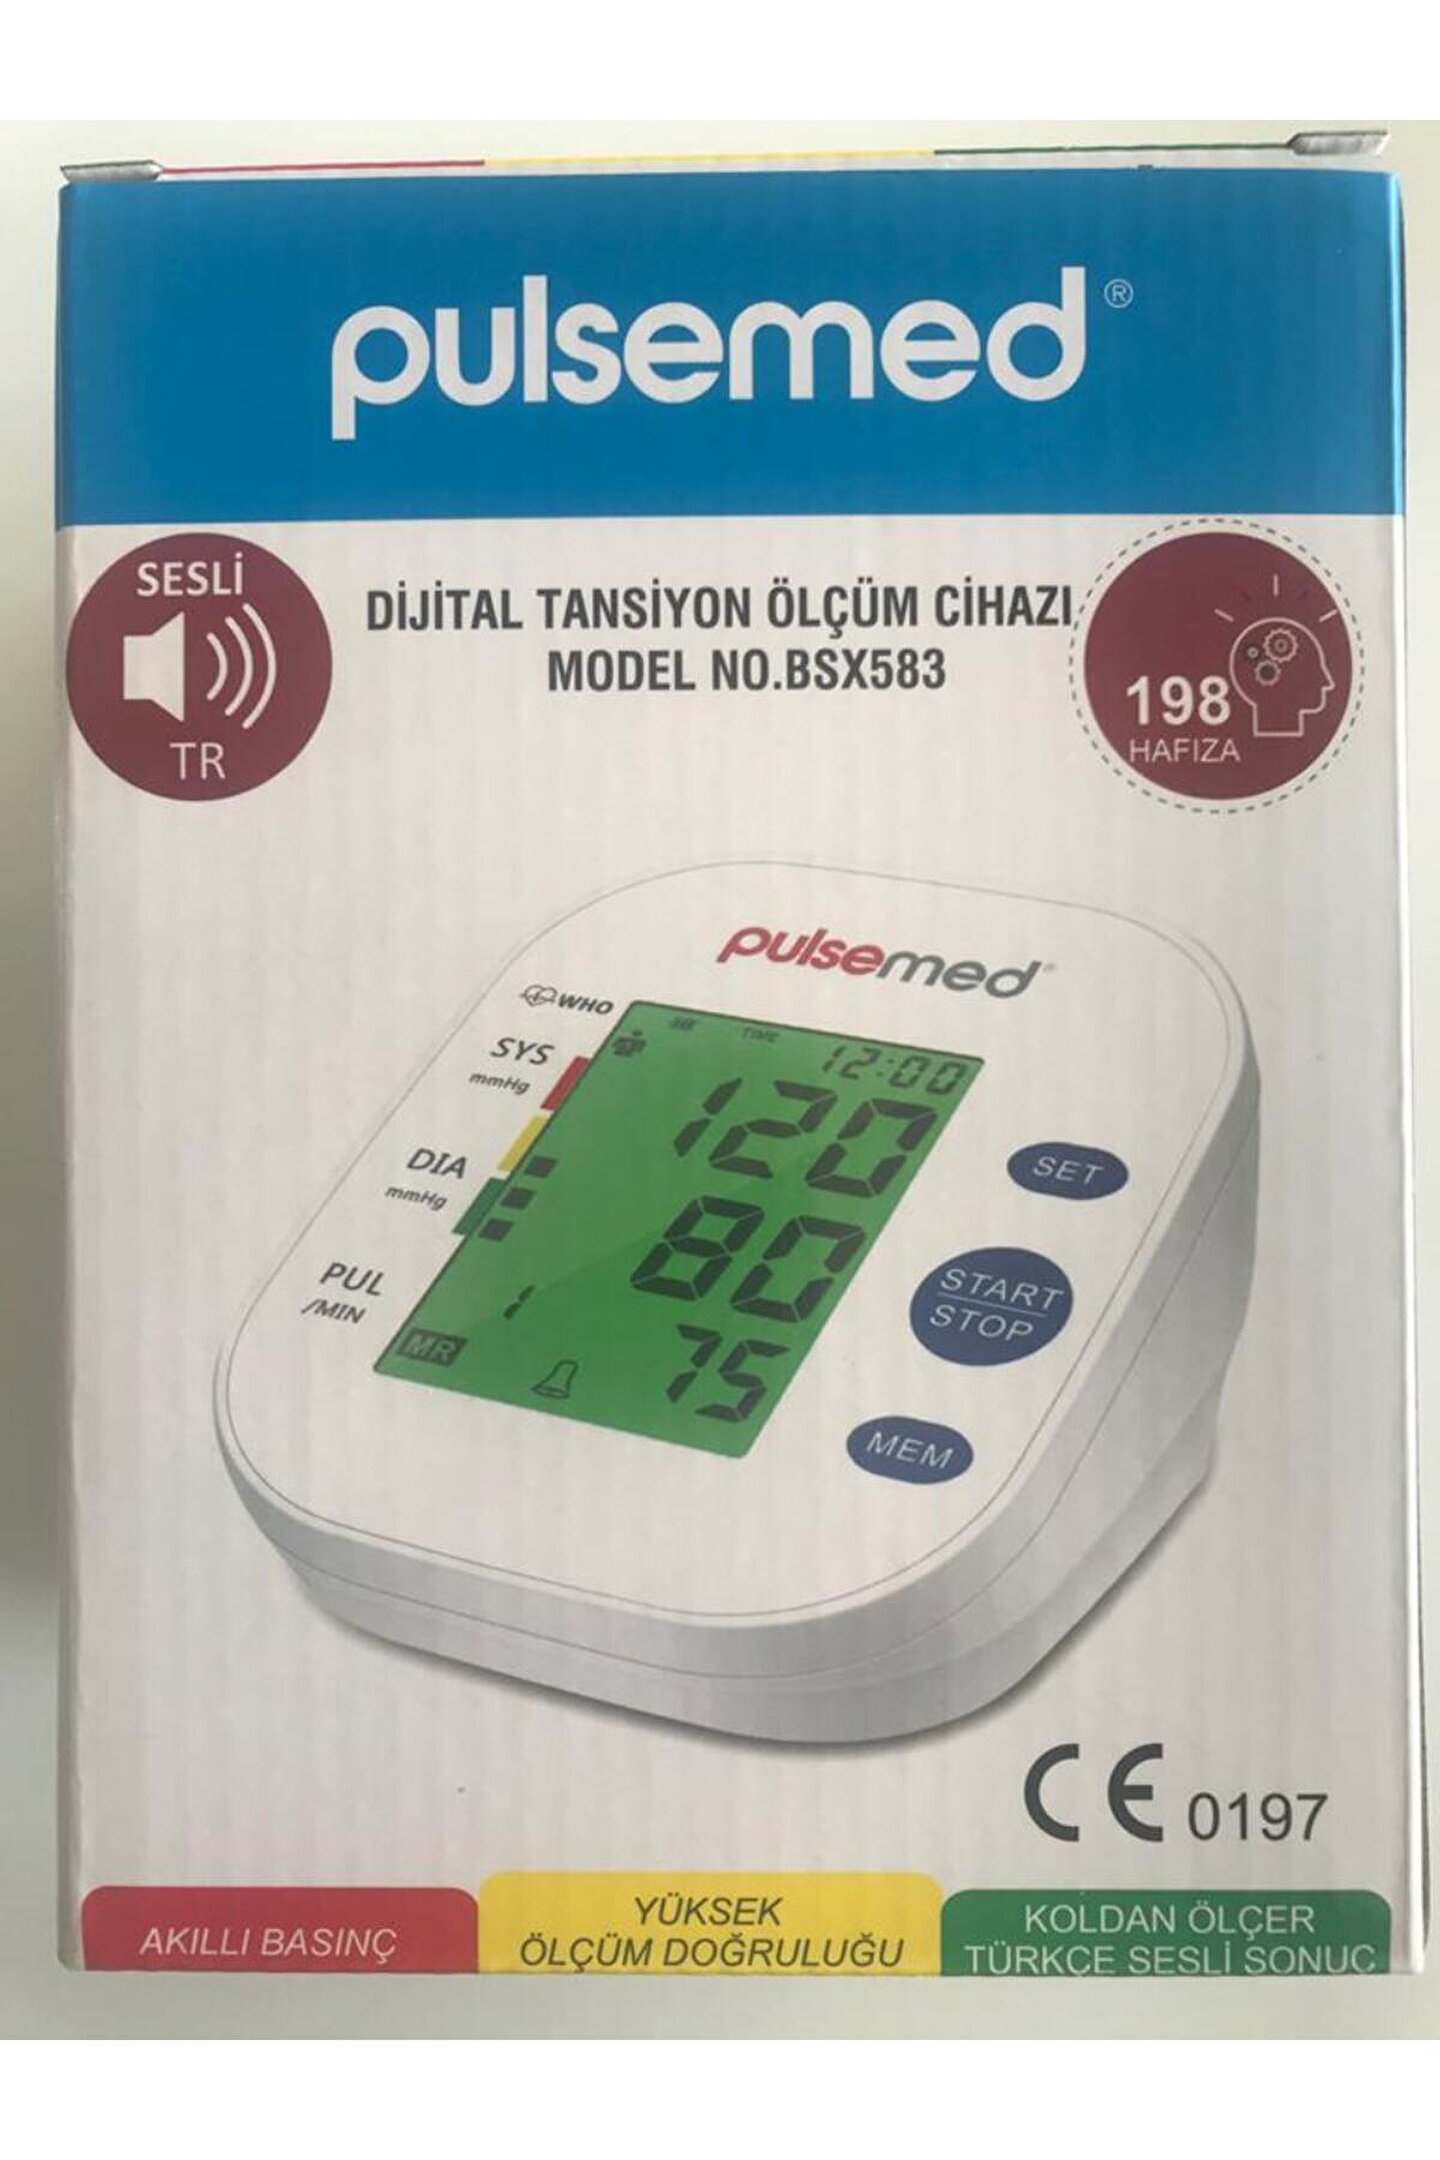 pulsemed®
SESLİ
TR
DİJİTAL TANSİYON ÖLÇÜM CİHAZI
MODEL NO.BSX583
198
HAFIZA
pulsemed
WHO
SYS
mmHg
DIA
mmHg
PUL
/MIN
TIME
12:00
120
80
1
75
MR
SET
START
STOP
MEM
CE 0197
AKILLI BASINÇ
YÜKSEK
ÖLÇÜM DOĞRULUĞU
KOLDAN ÖLÇER
TÜRKÇE SESLİ SONUÇ